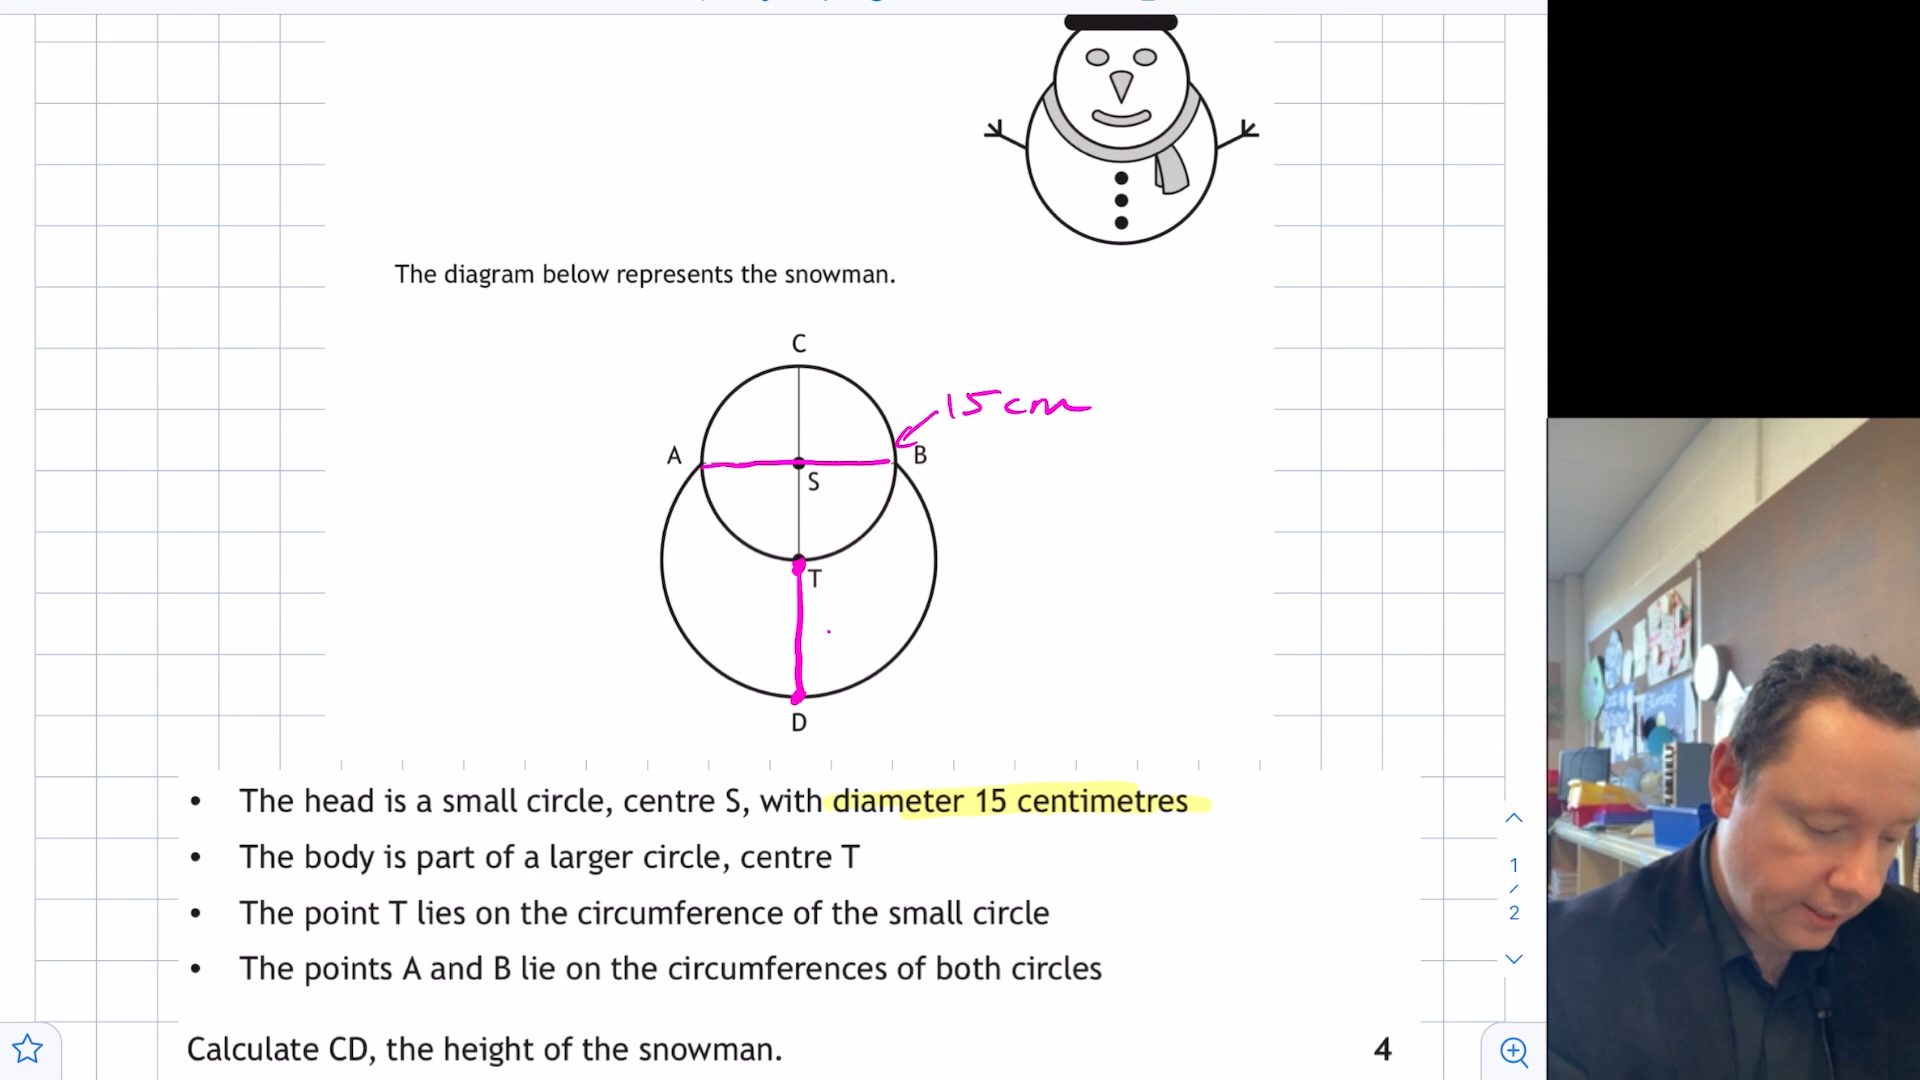 The diagram below represents the snowman.
C
15cm
A
B
S
T
D
• The head is a small circle, centre S, with diameter 15 centimetres
• The body is part of a larger circle, centre T
• The point T lies on the circumference of the small circle
• The points A and B lie on the circumferences of both circles
1
/
2
Calculate CD, the height of the snowman. 4